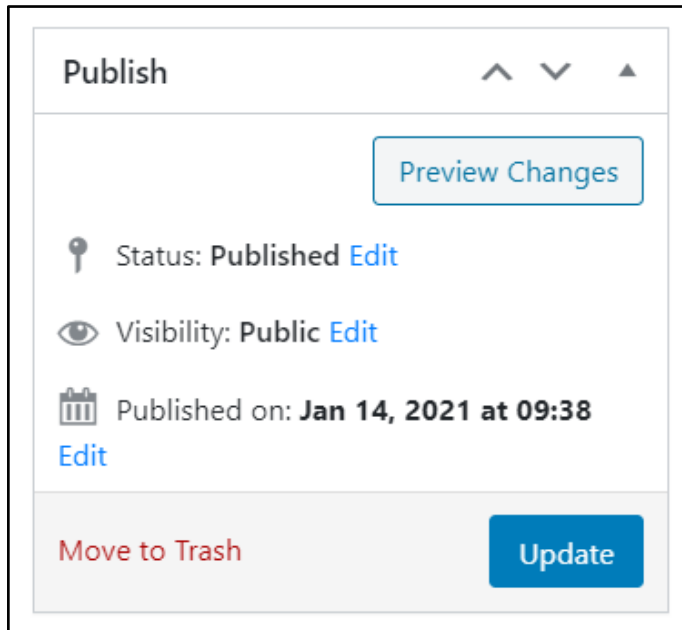 Publish
Preview Changes
Status: Published Edit
Visibility: Public Edit
Published on: Jan 14, 2021 at 09:38
Edit
Move to Trash
Update